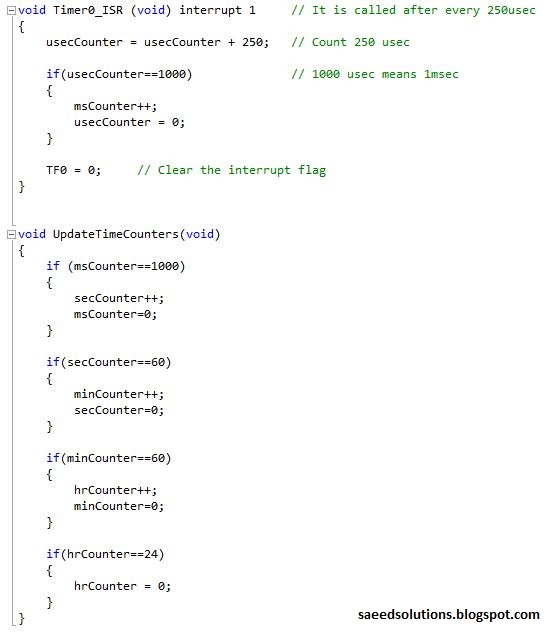 void Timer0_ISR (void) interrupt 1     // It is called after every 250usec
{
    usecCounter = usecCounter + 250;   // Count 250 usec
    if(usecCounter==1000)              // 1000 usec means 1msec
    {
        msCounter++;
        usecCounter = 0;
    }
    TF0 = 0;     // Clear the interrupt flag
}
void UpdateTimeCounters(void)
{
    if (msCounter==1000)
    {
        secCounter++;
        msCounter=0;
    }
    if(secCounter==60)
    {
        minCounter++;
        secCounter=0;
    }
    if(minCounter==60)
    {
        hrCounter++;
        minCounter=0;
    }
    if(hrCounter==24)
    {
        hrCounter = 0;
    }
}
saeedsolutions.blogspot.com